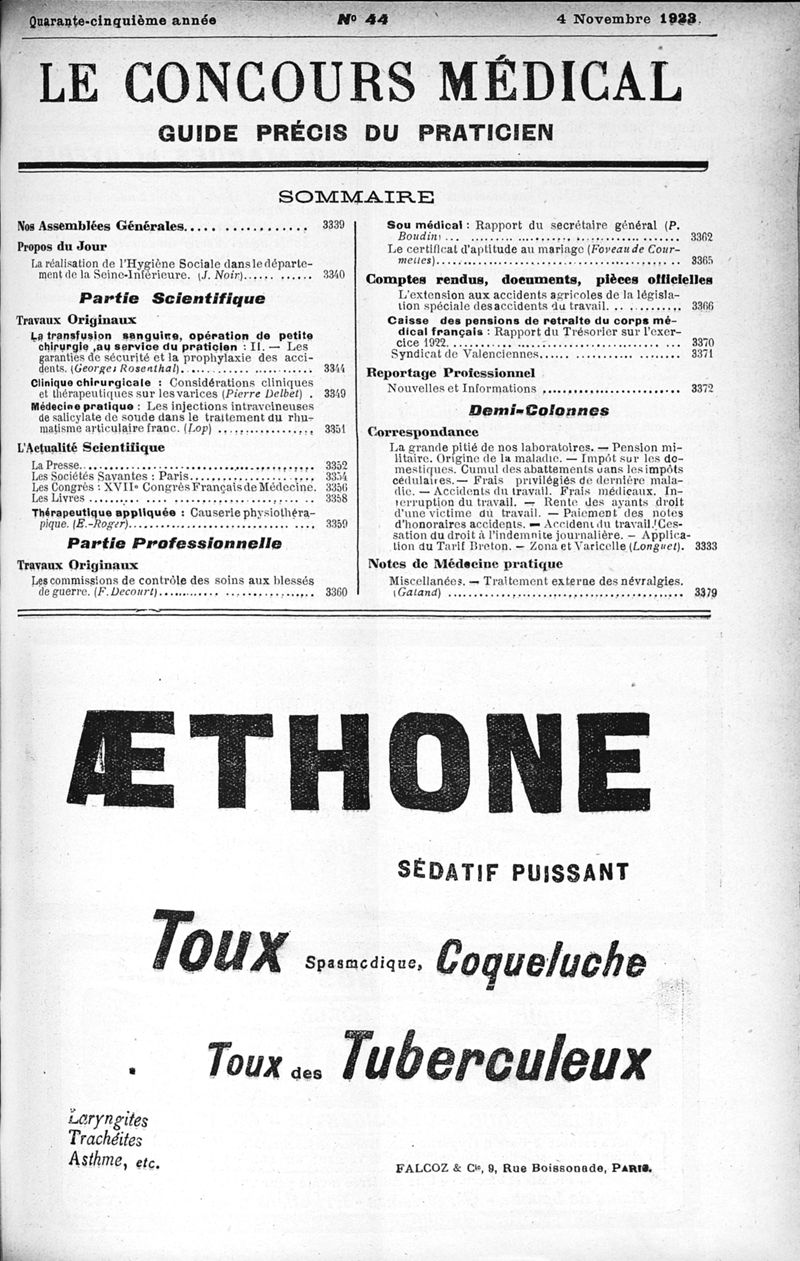 Quarante-cinquième année
No 44
4 Novembre 1923.
LE CONCOURS MÉDICAL
GUIDE PRÉCIS DU PRATICIEN
SOMMAIRE
Nos Assemblées Générales.... .............. 3339
Propos du Jour
La réalisation de l'Hygiène Sociale dans le départe-
ment de la Seine-Inférieure. (J. Noir)...... ...... 3340
Partie Scientifique
Travaux Originaux
La transfusion sanguine, opération de petite
chirurgie ,au service du praticien : II. — Les
garanties de sécurité et la prophylaxie des acci-
dents. (Georges Rosenthal). ............ .............. 3344
Clinique chirurgicale : Considérations cliniques
et thérapeutiques sur les varices (Pierre Delbet) . 3349
Médecine pratique : Les injections intraveineuses
de salicylate de soude dans le traitement du rhu-
matisme articulaire franc. (Lop) .................. 3351
L'Actualité Scientifique
La Presse............................................. 3352
Les Sociétés Savantes : Paris....................... 3354
Les Congrès : XVIIe Congrès Français de Médecine. 3356
Les Livres ..................................... .. 3358
Thérapeutique appliquée : Causerie physiothéra-
pique. (E.-Roger)............................ .... 3359
Partie Professionnelle
Travaux Originaux
Les commissions de contrôle des soins aux blessés
de guerre. (F. Decourt)............ ................ 3360
Sou médical : Rapport du secrétaire général (P.
Boudin) ... ....................................... 3362
Le certificat d'aptitude au mariage (Foveau de Cour-
melles).............................................. 3365
Comptes rendus, documents, pièces officielles
L'extension aux accidents agricoles de la législa-
tion spéciale des accidents du travail. .. .......... 3366
Caisse des pensions de retraite du corps mé-
dical français : Rapport du Trésorier sur l'exer-
cice 1922. .......................................... 3370
Syndicat de Valenciennes........................... 3371
Reportage Professionnel
Nouvelles et Informations ......................... 3372
Demi-Colonnes
Correspondance
La grande pitié de nos laboratoires. — Pension mi-
litaire. Origine de la maladie. — Impôt sur les do-
mestiques. Cumul des abattements dans les impôts
cédulaires. — Frais privilégiés de dernière mala-
die. — Accidents du travail. Frais médicaux. In-
terruption du travail. — Rente des ayants droit
d'une victime du travail. — Paiement des notes
d'honoraires accidents. — Accident du travail. Ces-
sation du droit à l'indemnité journalière. — Applica-
tion du Tarif Breton. — Zona et Varicelle (Longuet). 3333
Notes de Médecine pratique
Miscellanées. — Traitement externe des névralgies.
(Galand) .......................................... 3379
ÆTHONE
SÉDATIF PUISSANT
Toux Spasmodique, Coqueluche
Toux des Tuberculeux
Laryngites
Trachéites
Asthme, etc.
FALCOZ & Cie, 9, Rue Boissonade, PARIS.